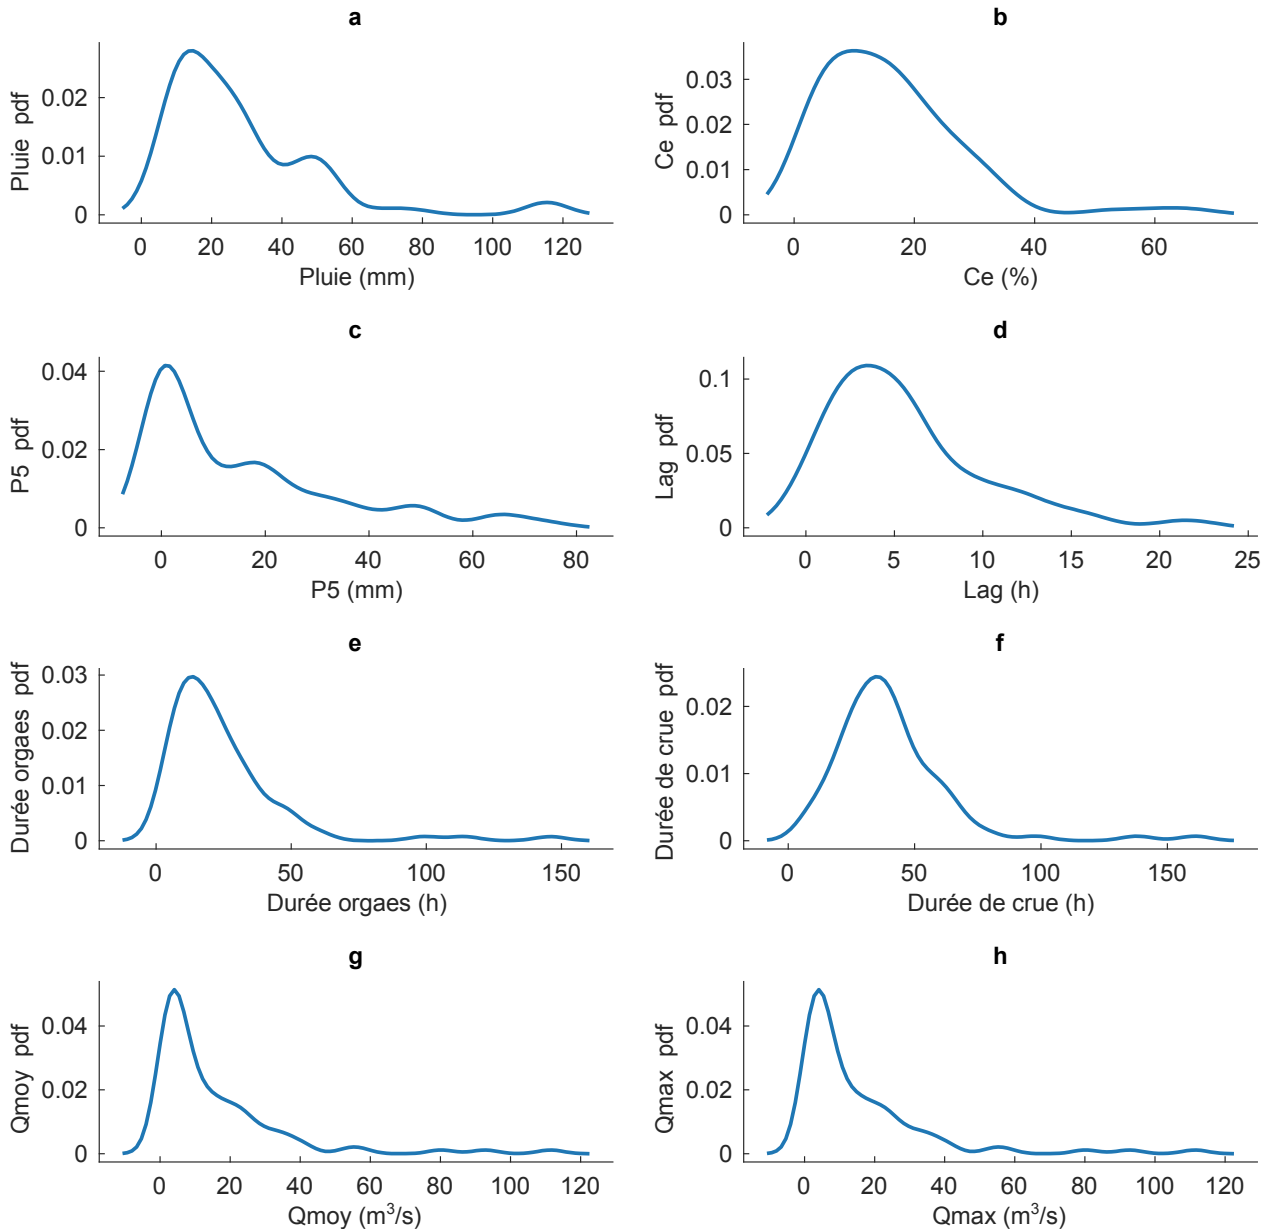 a
Pluie pdf
0.02
0.01
0
0 20 40 60 80 100 120
Pluie (mm)
b
Ce pdf
0.03
0.02
0.01
0
0 20 40 60
Ce (%)
c
P5 pdf
0.04
0.02
0
0 20 40 60 80
P5 (mm)
d
Lag pdf
0.1
0.05
0
0 5 10 15 20 25
Lag (h)
e
Durée orgaes pdf
0.03
0.02
0.01
0
0 50 100 150
Durée orgaes (h)
f
Durée de crue pdf
0.02
0.01
0
0 50 100 150
Durée de crue (h)
g
Qmoy pdf
0.04
0.02
0
0 20 40 60 80 100 120
Qmoy (m³/s)
h
Qmax pdf
0.04
0.02
0
0 20 40 60 80 100 120
Qmax (m³/s)